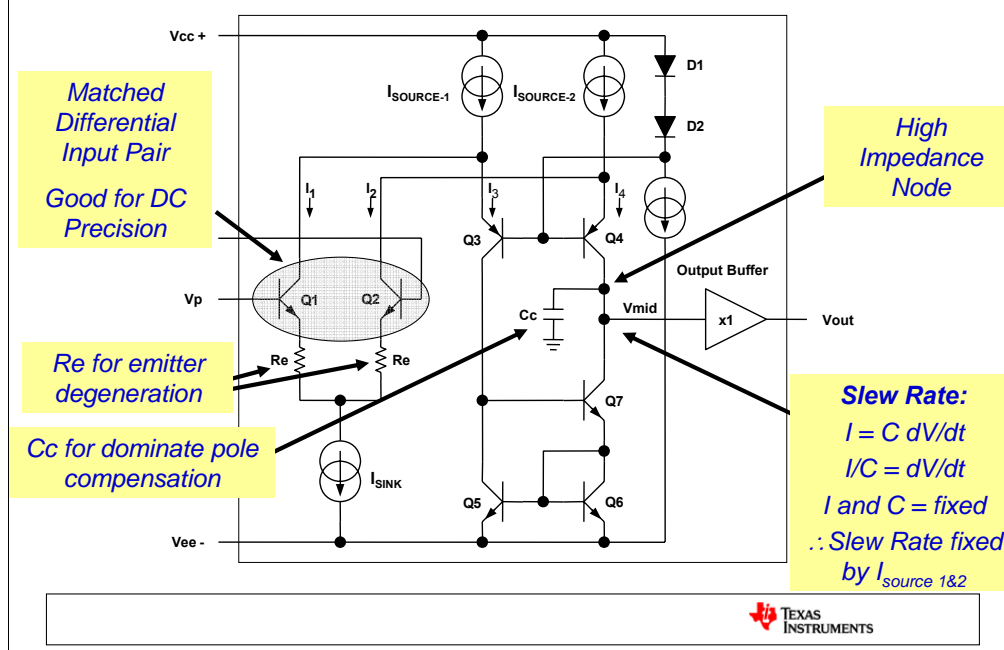 Vcc +
D1
I SOURCE-1
I SOURCE-2
D2
Matched
Differential
Input Pair
Good for DC
Precision
High
Impedance
Node
I1
I2
I3
I4
Q3
Q4
Output Buffer
Vp
Q1
Q2
Cc
Vmid
x1
Vout
Re
Re
Re for emitter
degeneration
Q7
Slew Rate:
I = C dV/dt
I/C = dV/dt
I and C = fixed
∴Slew Rate fixed
by Isource 1&2
Cc for dominate pole
compensation
ISINK
Q5
Q6
Vee -
TEXAS
INSTRUMENTS